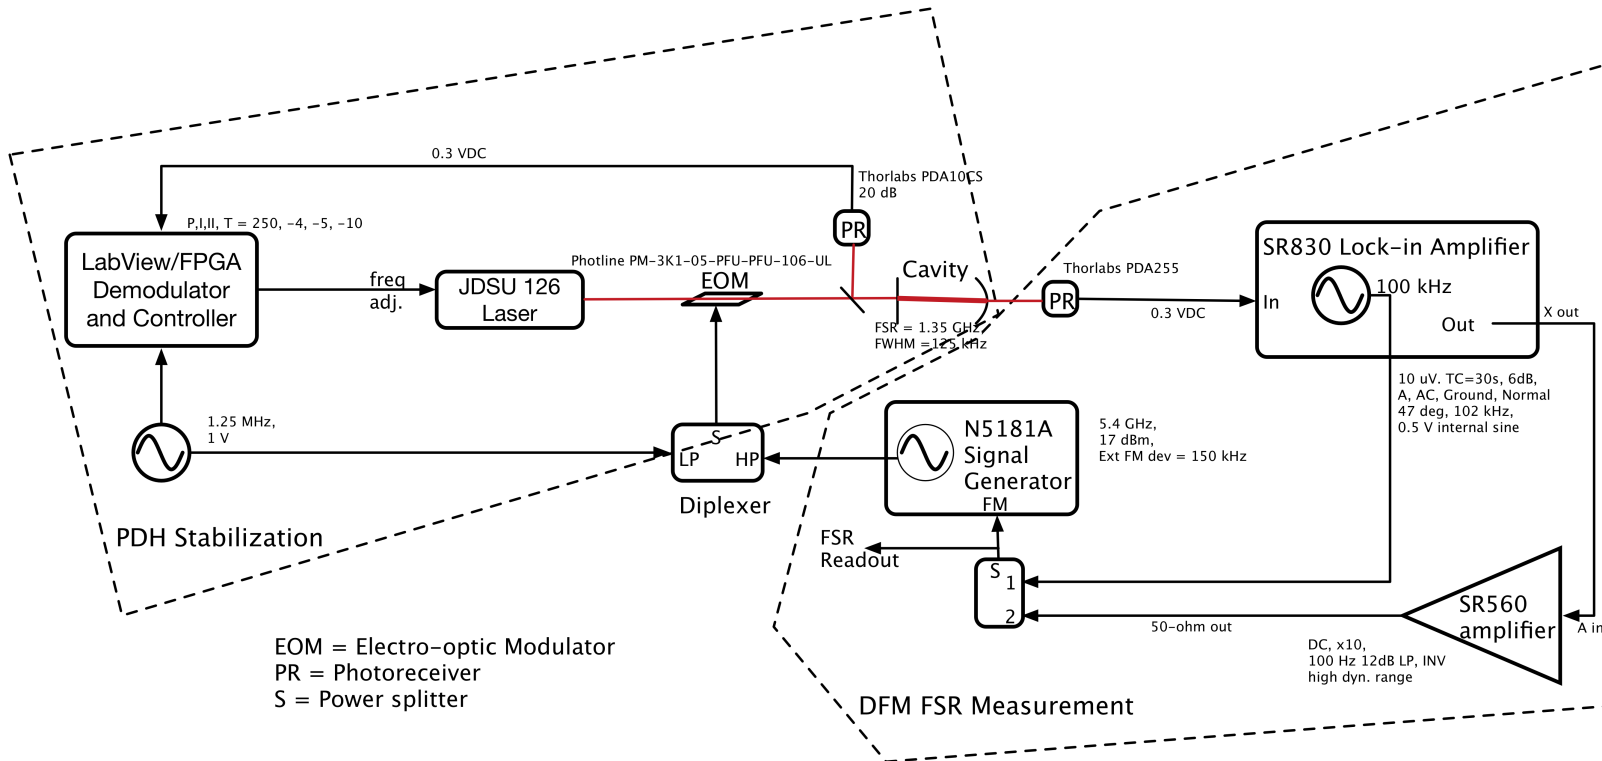 0.3 VDC
Thorlabs PDA10CS
20 dB
P,I,II, T = 250, -4, -5, -10
PR
LabView/FPGA
Demodulator
and Controller
freq
adj.
JDSU 126
Laser
Photline PM-3K1-05-PFU-PFU-106-UL
EOM
Cavity
FSR = 1.35 GHz
FWHM =125 kHz
Thorlabs PDA255
PR
0.3 VDC
SR830 Lock-in Amplifier
100 kHz
In
Out
X out
10 uV. TC=30s, 6dB,
A, AC, Ground, Normal
47 deg, 102 kHz,
0.5 V internal sine
1.25 MHz,
1 V
S
LP
HP
Diplexer
N5181A
Signal
Generator
FM
5.4 GHz,
17 dBm,
Ext FM dev = 150 kHz
PDH Stabilization
FSR
Readout
S
1
2
50-ohm out
SR560
amplifier
A in
DC, x10,
100 Hz 12dB LP, INV
high dyn. range
EOM = Electro-optic Modulator
PR = Photoreceiver
S = Power splitter
DFM FSR Measurement